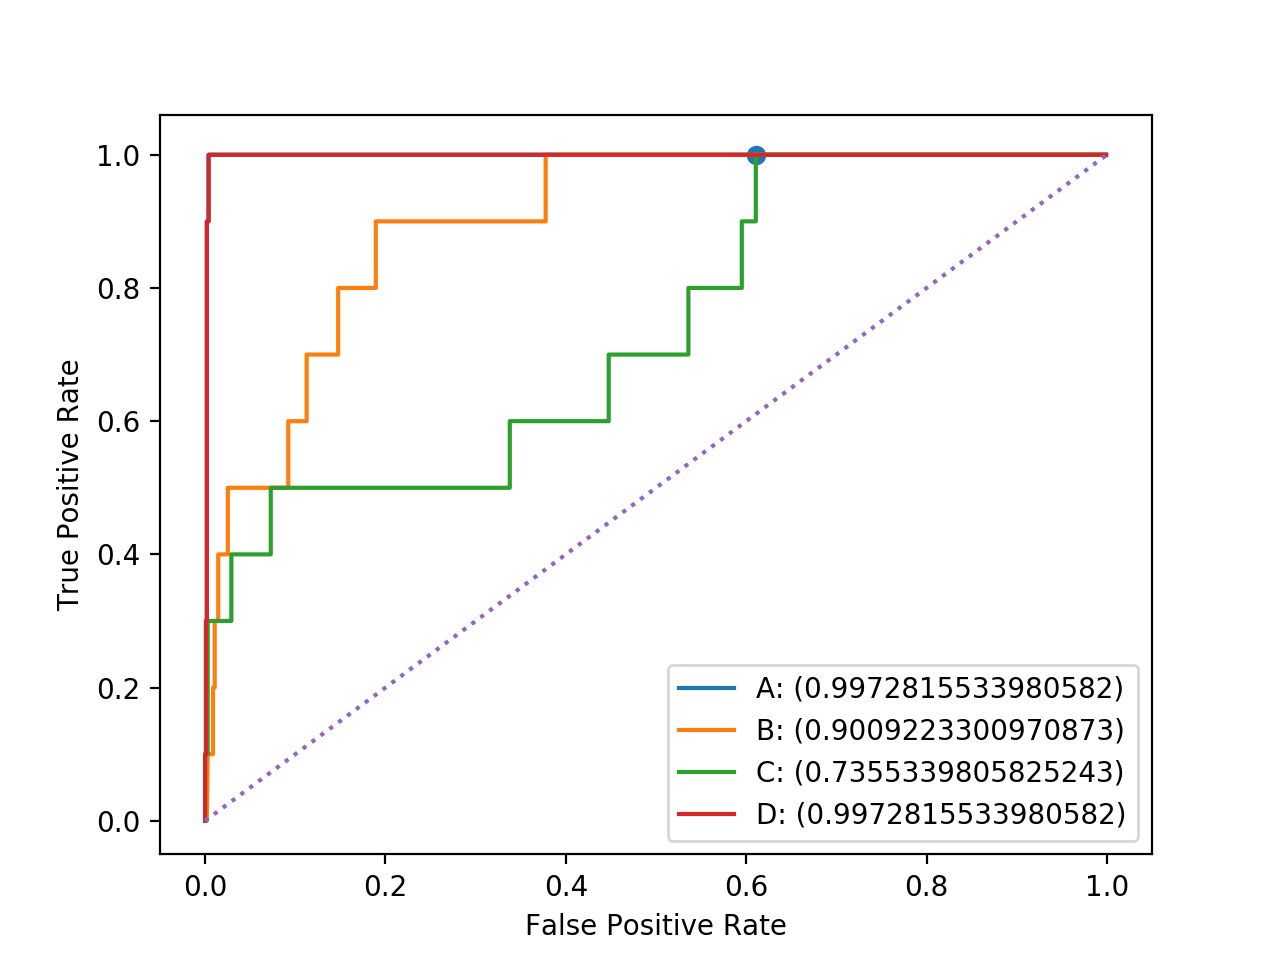 1.0
0.8
0.6
0.4
0.2
0.0
True Positive Rate
A: (0.9972815533980582)
B: (0.9009223300970873)
C: (0.7355339805825243)
D: (0.9972815533980582)
0.0 0.2 0.4 0.6 0.8 1.0
False Positive Rate